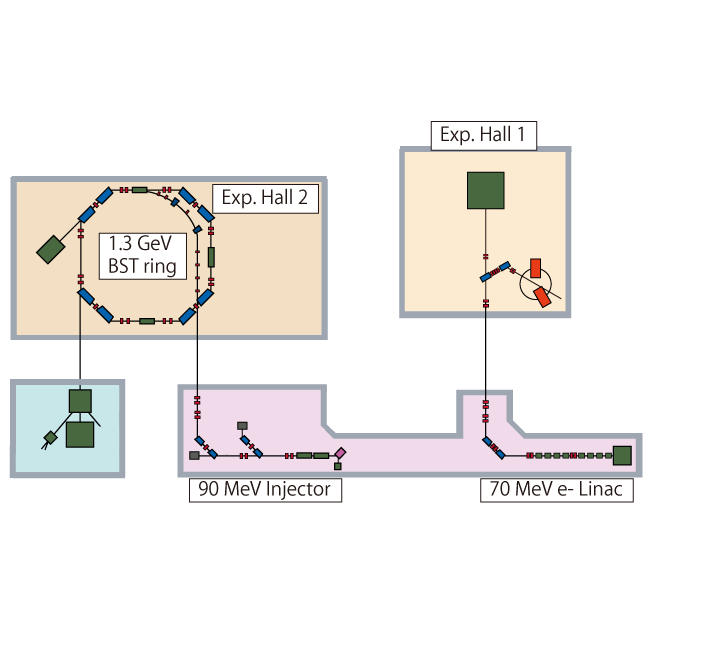 Exp. Hall 1
Exp. Hall 2
1.3 GeV
BST ring
90 MeV Injector
70 MeV e- Linac